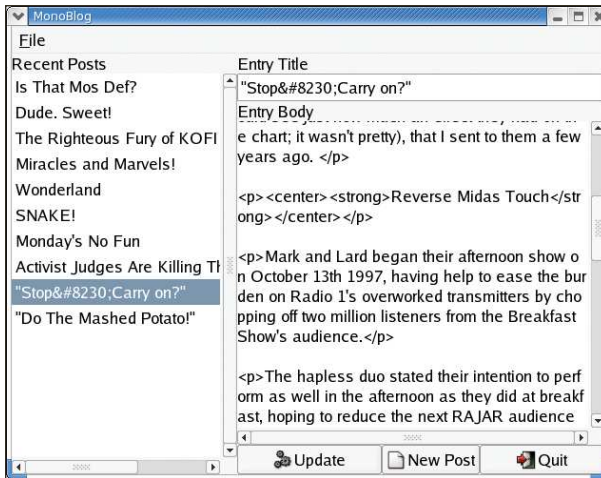 MonoBlog
File
Recent Posts
Is That Mos Def?
Dude. Sweet!
The Righteous Fury of KOFI
Miracles and Marvels!
Wonderland
SNAKE!
Monday's No Fun
Activist Judges Are Killing Th
"Stop&#8230;Carry on?"
"Do The Mashed Potato!"
Entry Title
"Stop&#8230;Carry on?"
Entry Body
e chart; it wasn't pretty), that I sent to them a few
years ago. </p>
<p><center><strong>Reverse Midas Touch</str
ong></center></p>
<p>Mark and Lard began their afternoon show o
n October 13th 1997, having help to ease the bur
den on Radio 1's overworked transmitters by cho
pping off two million listeners from the Breakfast
Show's audience.</p>
<p>The hapless duo stated their intention to perf
orm as well in the afternoon as they did at breakf
ast, hoping to reduce the next RAJAR audience
Update
New Post
Quit